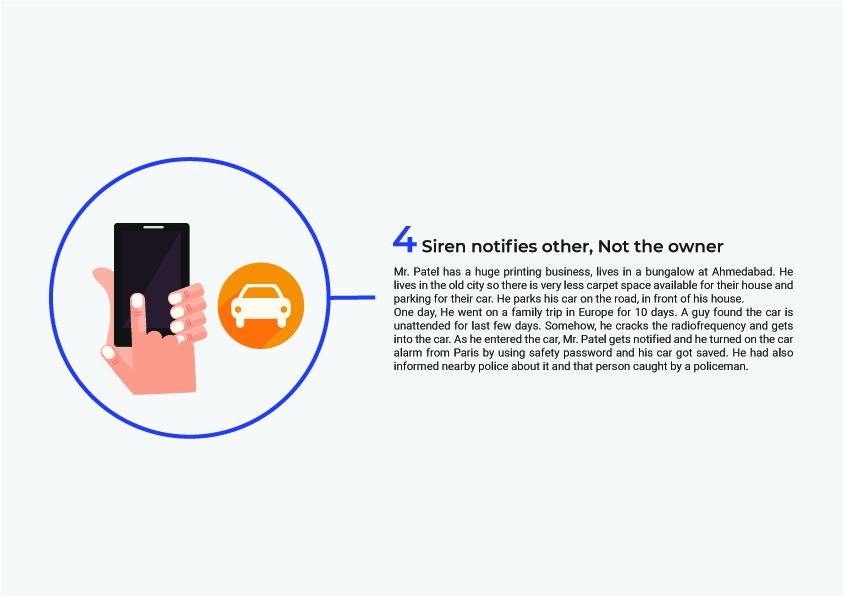 4 Siren notifies other, Not the owner
Mr. Patel has a huge printing business, lives in a bungalow at Ahmedabad. He
lives in the old city so there is very less carpet space available for their house and
parking for their car. He parks his car on the road, in front of his house.
One day, He went on a family trip in Europe for 10 days. A guy found the car is
unattended for last few days. Somehow, he cracks the radiofrequency and gets
into the car. As he entered the car, Mr. Patel gets notified and he turned on the car
alarm from Paris by using safety password and his car got saved. He had also
informed nearby police about it and that person caught by a policeman.